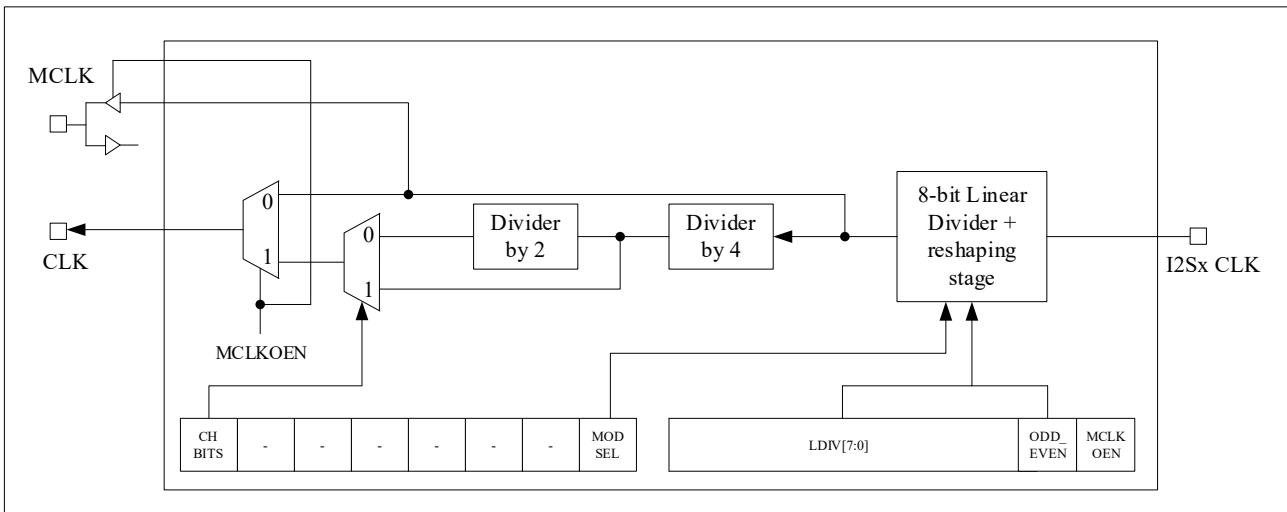 MCLK
0
1
CLK
MCLKOEN
0
1
Divider
by 2
Divider
by 4
8-bit Linear
Divider +
reshaping
stage
I2Sx CLK
CH
BITS
-
-
-
-
-
-
MOD
SEL
LDIV[7:0]
ODD_
EVEN
MCLK
OEN